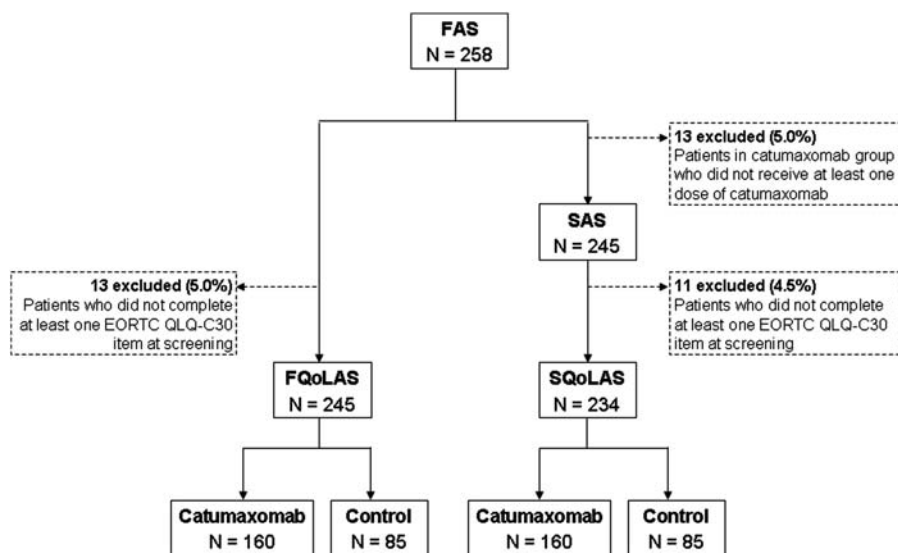 FAS
N = 258
13 excluded (5.0%)
Patients in catumaxomab group
who did not receive at least one
dose of catumaxomab
SAS
N = 245
13 excluded (5.0%)
Patients who did not complete
at least one EORTC QLQ-C30
item at screening
11 excluded (4.5%)
Patients who did not complete
at least one EORTC QLQ-C30
item at screening
FQoLAS
N = 245
SQoLAS
N = 234
Catumaxomab
N = 160
Control
N = 85
Catumaxomab
N = 160
Control
N = 85